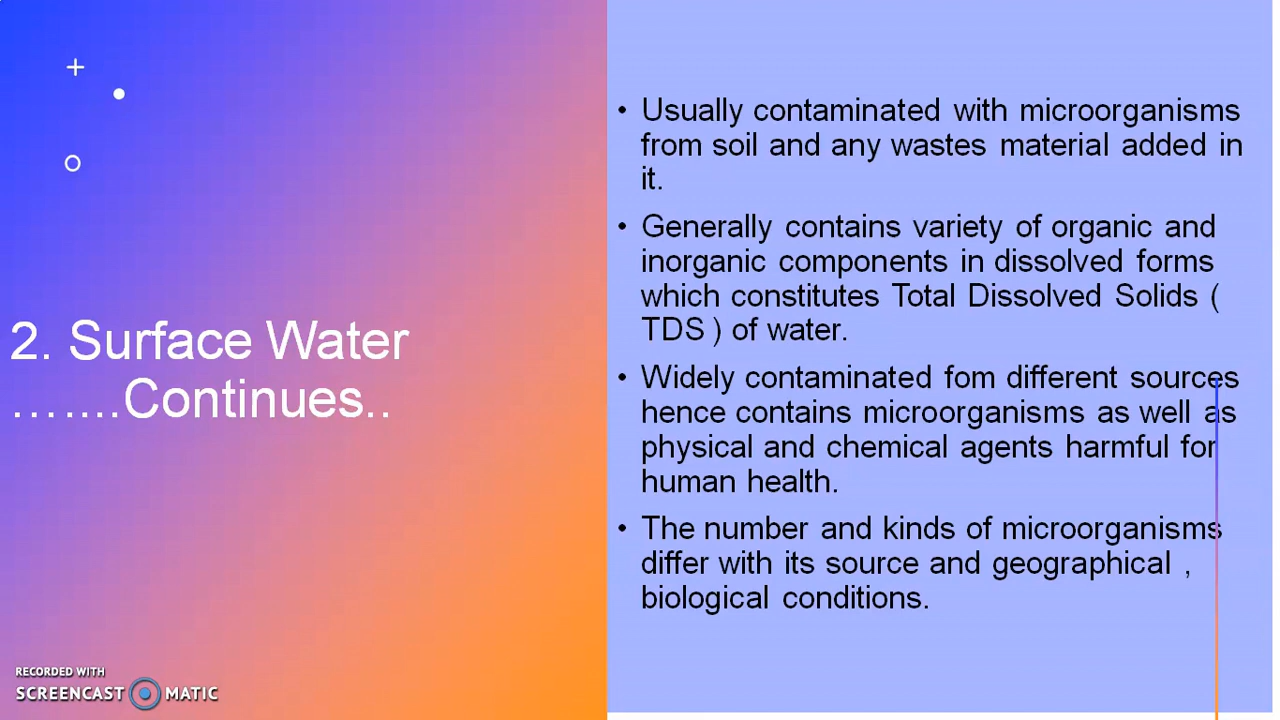 2. Surface Water
…....Continues..
• Usually contaminated with microorganisms
from soil and any wastes material added in
it.
• Generally contains variety of organic and
inorganic components in dissolved forms
which constitutes Total Dissolved Solids (
TDS ) of water.
• Widely contaminated fom different sources
hence contains microorganisms as well as
physical and chemical agents harmful for
human health.
• The number and kinds of microorganisms
differ with its source and geographical ,
biological conditions.
RECORDED WITH
SCREENCAST MATIC